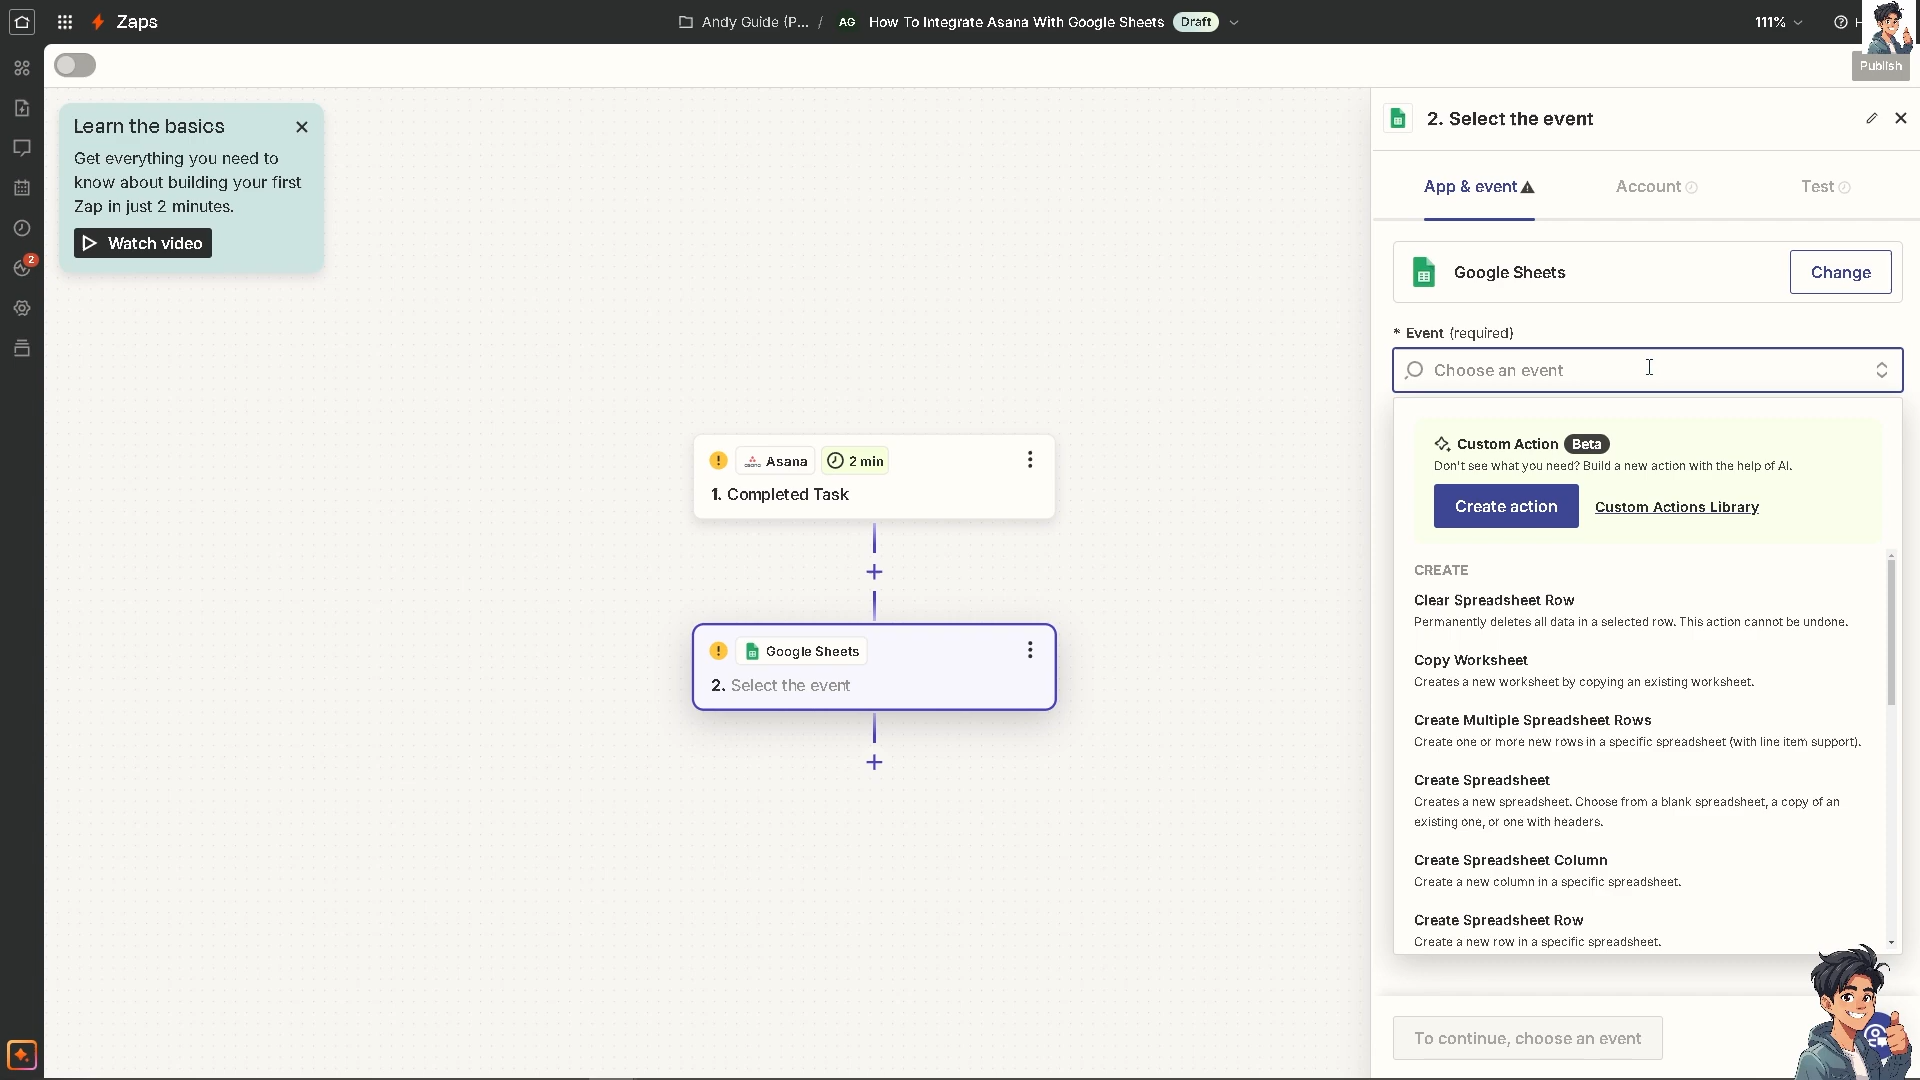 Zaps
Andy Guide (P... / AG How To Integrate Asana With Google Sheets Draft
111%
Publish
Learn the basics
Get everything you need to
know about building your first
Zap in just 2 minutes.
Watch video
2
Asana 2 min
1. Completed Task
Google Sheets
2. Select the event
2. Select the event
App & event Account Test
Google Sheets Change
* Event (required)
Choose an event
Custom Action Beta
Don't see what you need? Build a new action with the help of AI.
Create action Custom Actions Library
CREATE
Clear Spreadsheet Row
Permanently deletes all data in a selected row. This action cannot be undone.
Copy Worksheet
Creates a new worksheet by copying an existing worksheet.
Create Multiple Spreadsheet Rows
Create one or more new rows in a specific spreadsheet (with line item support).
Create Spreadsheet
Creates a new spreadsheet. Choose from a blank spreadsheet, a copy of an
existing one, or one with headers.
Create Spreadsheet Column
Create a new column in a specific spreadsheet.
Create Spreadsheet Row
Create a new row in a specific spreadsheet.
To continue, choose an event